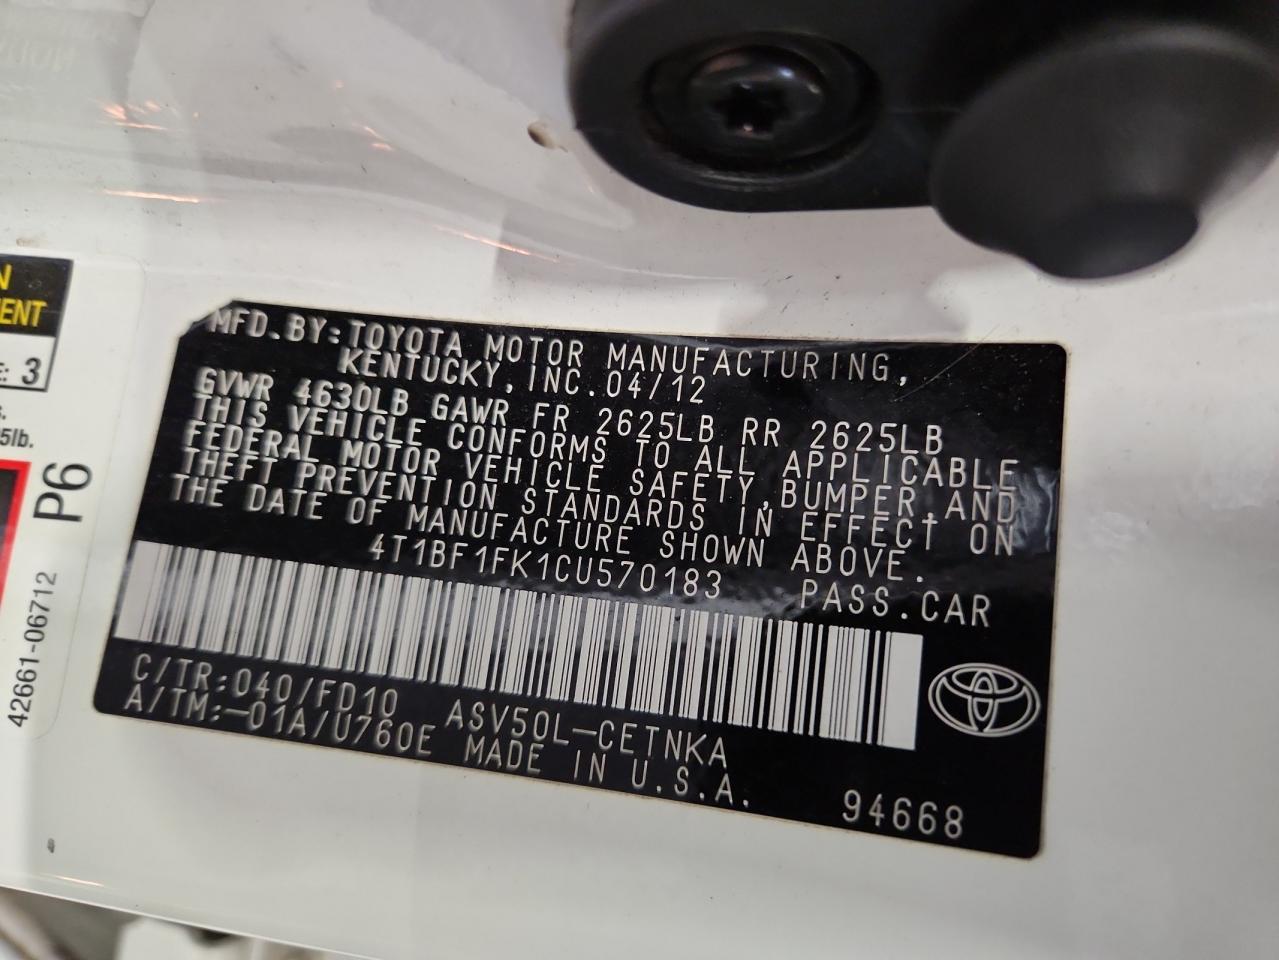 N
ENT
3
5lb.
P6
42661-06712
MFD.BY:TOYOTA MOTOR MANUFACTURING,
KENTUCKY,INC.04/12
GVWR 4630LB GAWR FR 2625LB RR 2625LB
THIS VEHICLE CONFORMS TO ALL APPLICABLE
FEDERAL MOTOR VEHICLE SAFETY,BUMPER,AND
THEFT PREVENTION STANDARDS IN EFFECT ON
THE DATE OF MANUFACTURE SHOWN ABOVE.
4T1BF1FK1CU570183 PASS.CAR
C/TR:040/FD10 ASV50L-CETNKA
A/TM:-01A/U760E MADE IN U.S.A.
94668